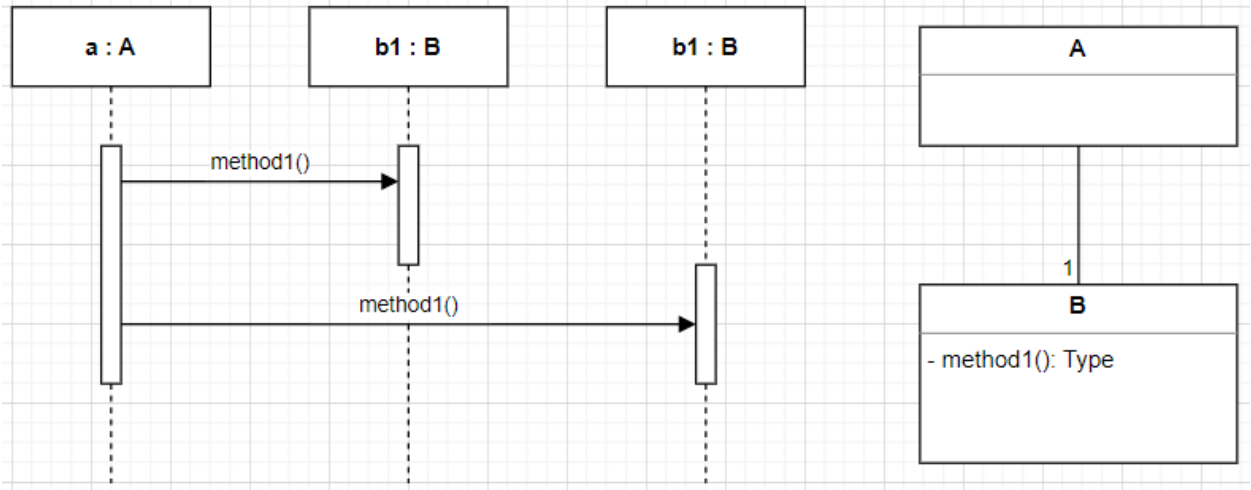 a : A
b1 : B
b1 : B
method1()
method1()
A
1
B
- method1(): Type